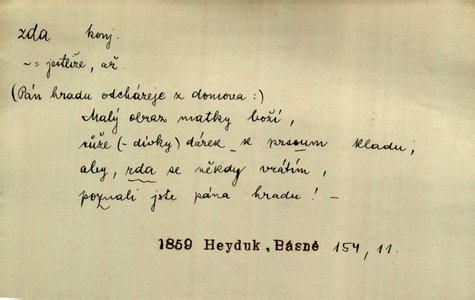 zda konj.
~ = jestliže, až
(Pán hradu odcházeje z domova:)
Malý obraz matky boží,
růže (- dívky) dárek k prsoum kladu;
aby, zda se někdy vrátím,
poznali jste pána hradu! -
1859 Heyduk, Básně 154, 11.